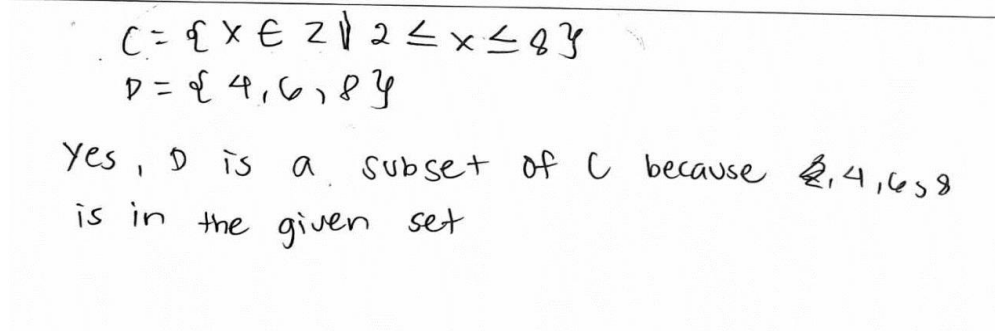 C = { x ∈ Z | 2 ≤ x ≤ 8}
D = { 4, 6, 8 }
Yes, D is a subset of C because 4, 6, 8
is in the given set